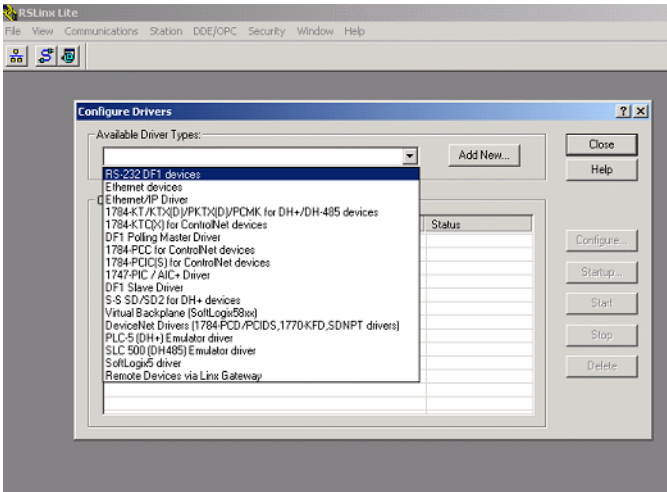 RSLinx Lite
File View Communications Station DDE/OPC Security Window Help
Configure Drivers
Available Driver Types:
Add New...
Close
Help
RS-232 DF1 devices
Ethernet devices
Ethernet/IP Driver
1784-KT/KTX(D)/PKTX(D)/PCMK for DH+/DH-485 devices
1784-KTC(X) for ControlNet devices
DF1 Polling Master Driver
1784-PCC for ControlNet devices
1784-PCIC(S) for ControlNet devices
1747-PIC / AIC+ Driver
DF1 Slave Driver
S-S SD/SD2 for DH+ devices
Virtual Backplane (SoftLogix58xx)
DeviceNet Drivers (1784-PCD/PCIDS,1770-KFD,SDNPT drivers)
PLC-5 (DH+) Emulator driver
SLC 500 (DH485) Emulator driver
SoftLogix5 driver
Remote Devices via Linx Gateway
Status
Configure...
Startup...
Start
Stop
Delete